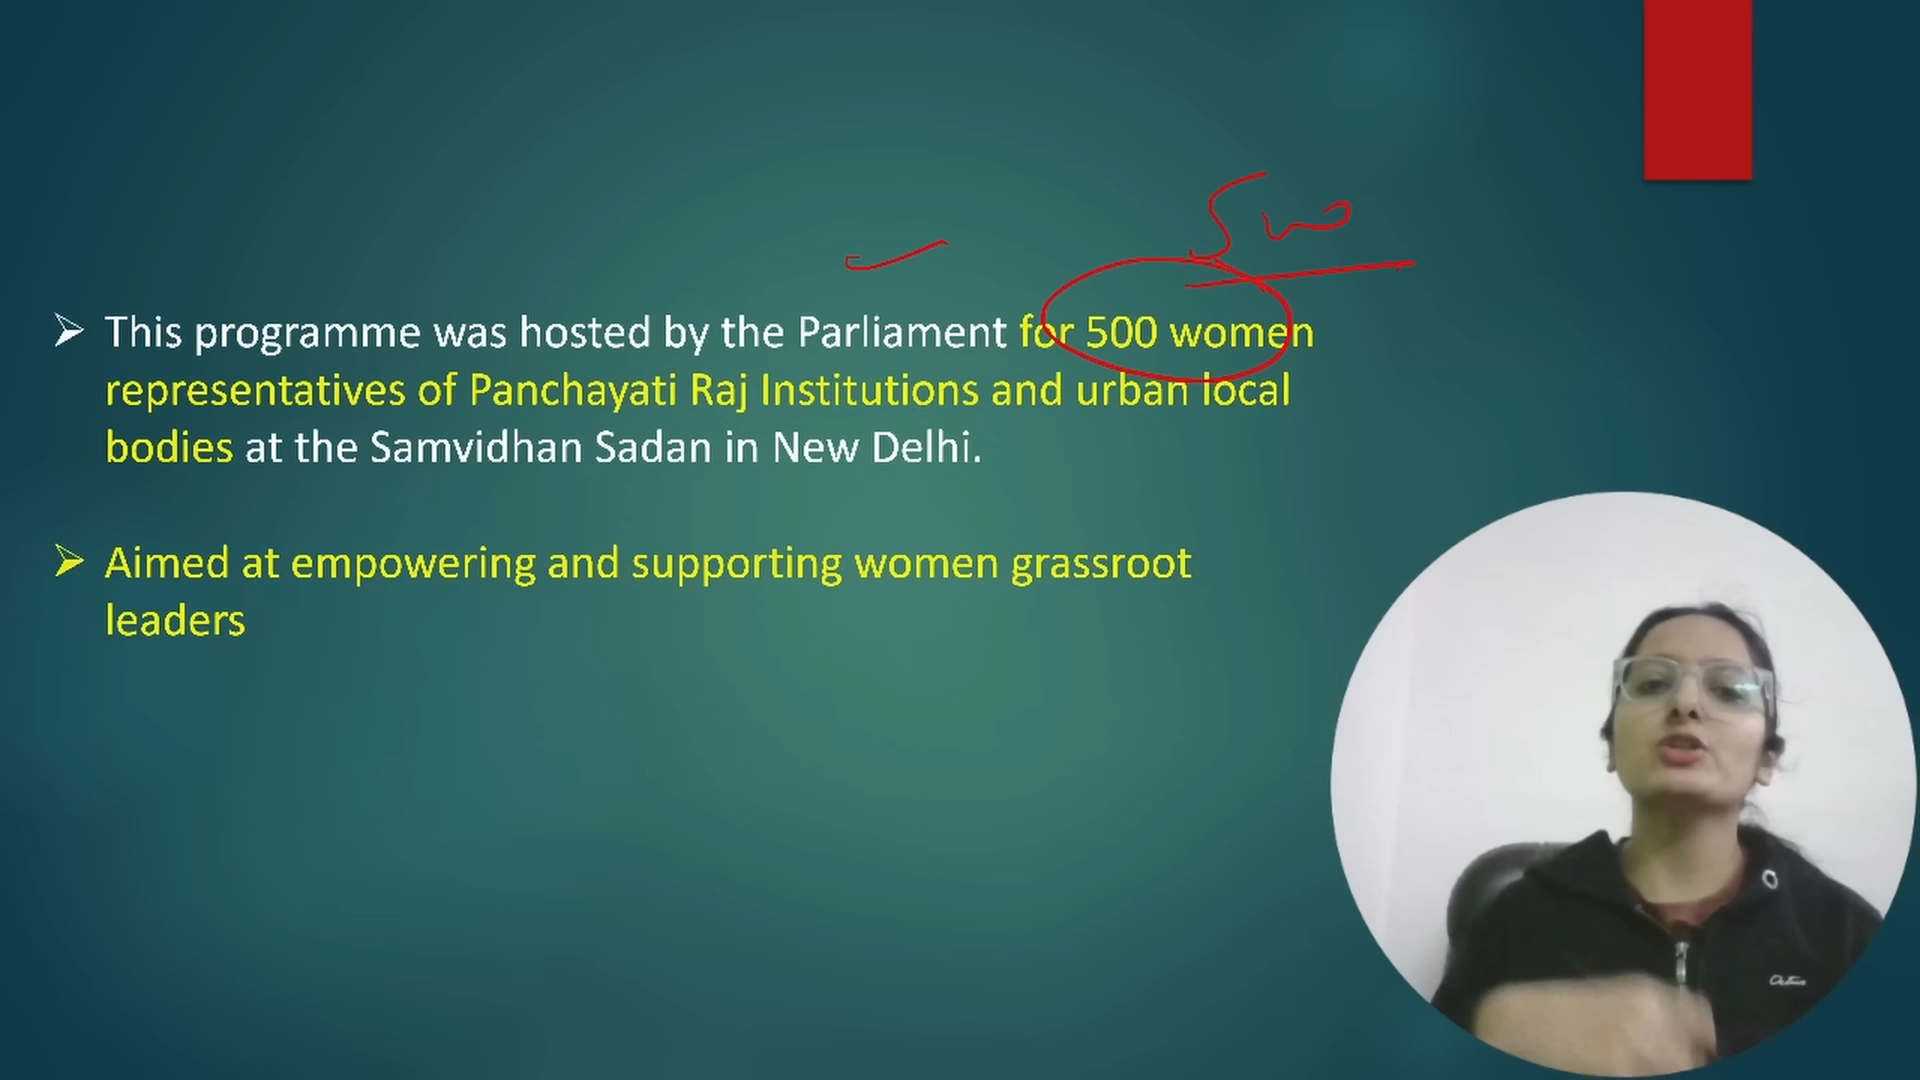 500
This programme was hosted by the Parliament for 500 women
representatives of Panchayati Raj Institutions and urban local
bodies at the Samvidhan Sadan in New Delhi.
Aimed at empowering and supporting women grassroot
leaders